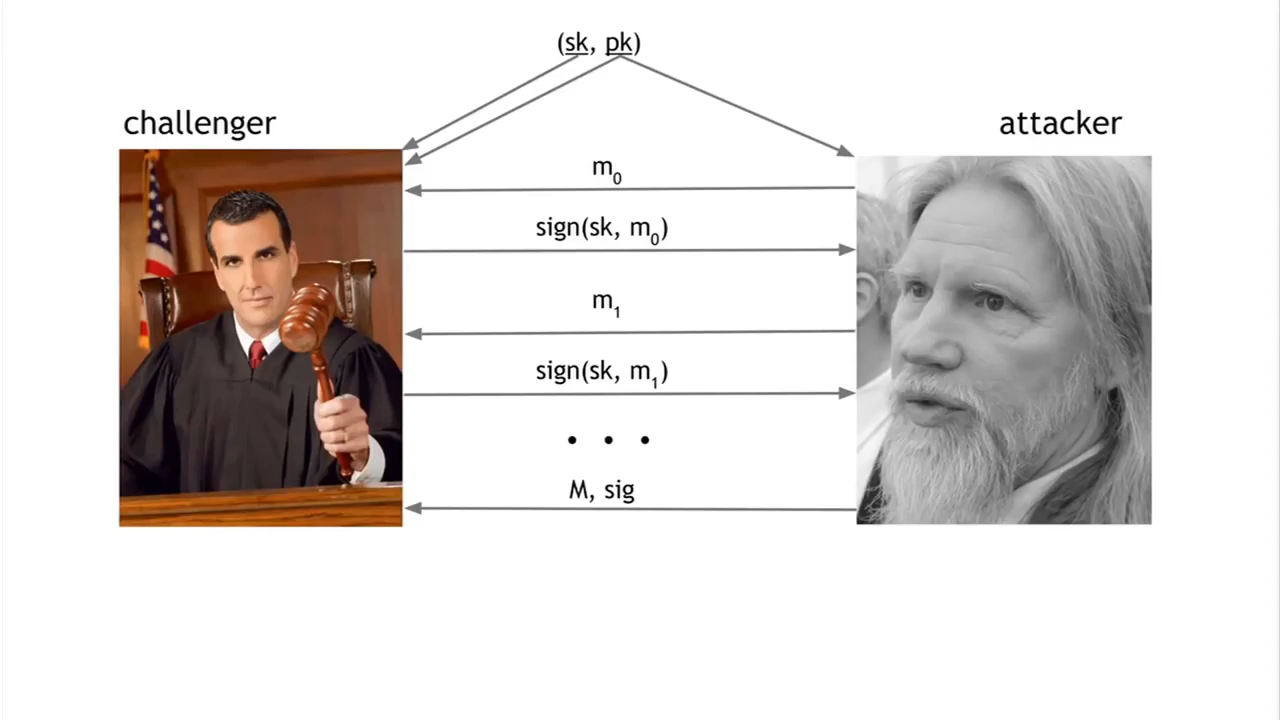 (sk, pk)
challenger
attacker
m₀
sign(sk, m₀)
m₁
sign(sk, m₁)
• • •
M, sig